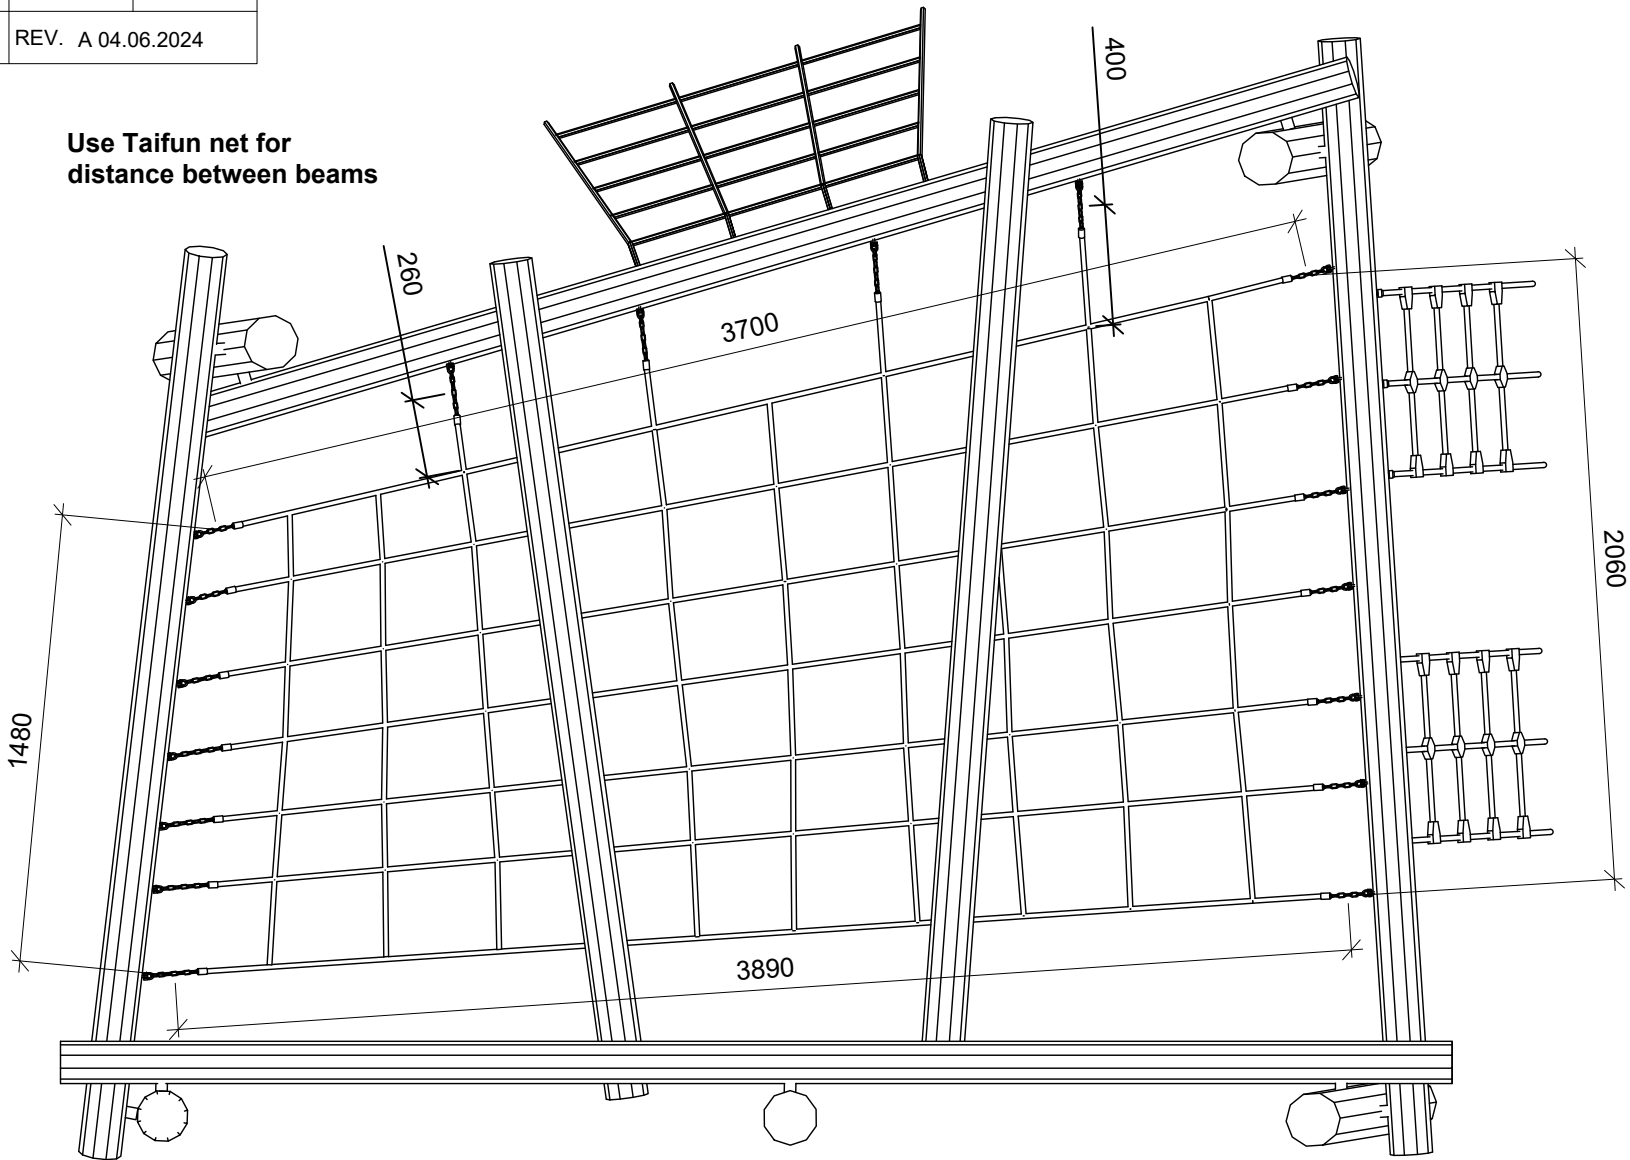 REV. A 04.06.2024
Use Taifun net for
distance between beams
400
260
3700
2060
1480
3890